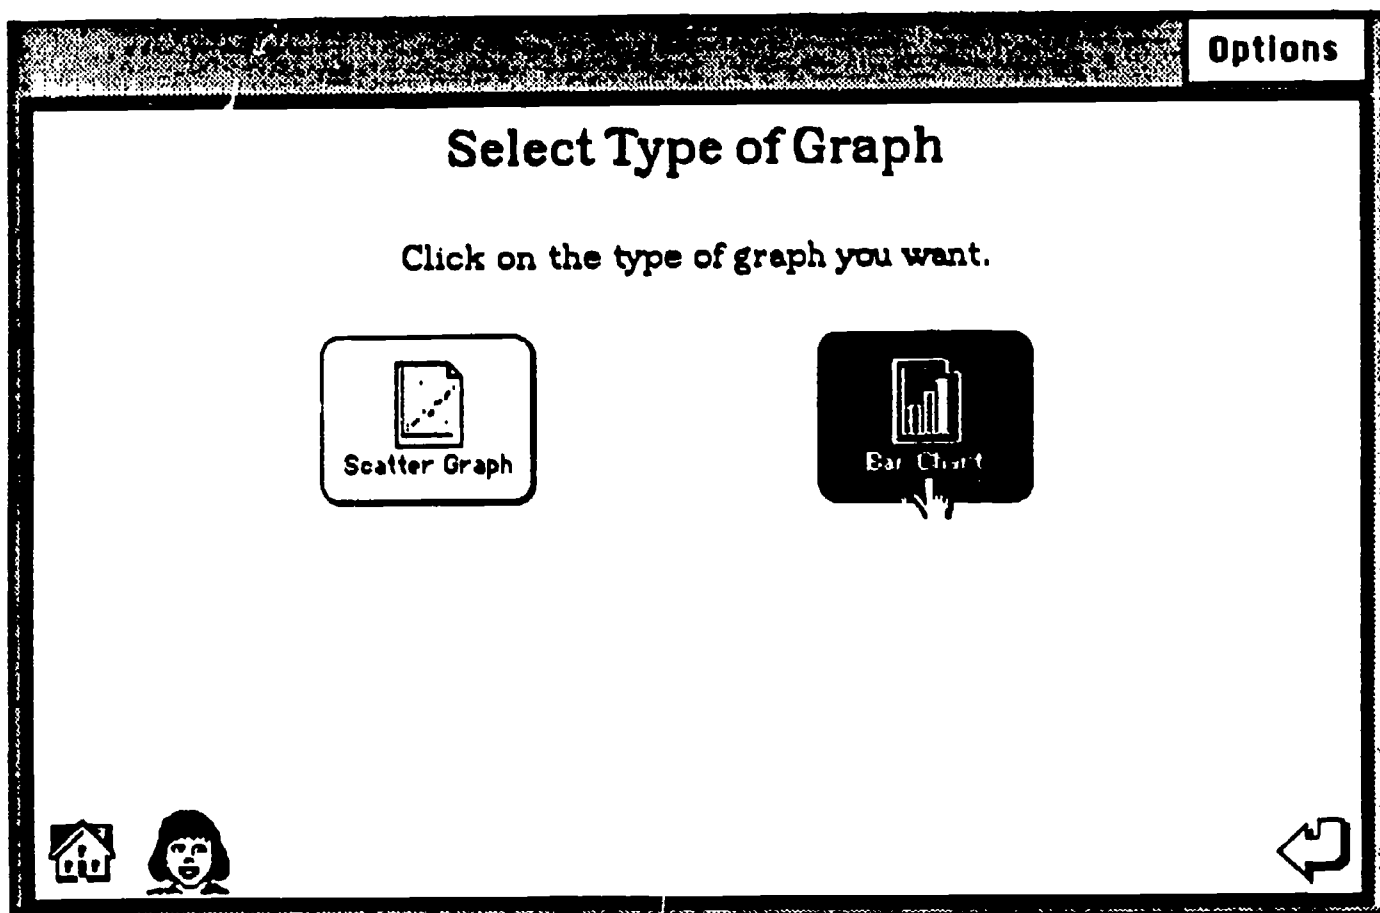 Options
Select Type of Graph
Click on the type of graph you want.
Scatter Graph
Bar Chart